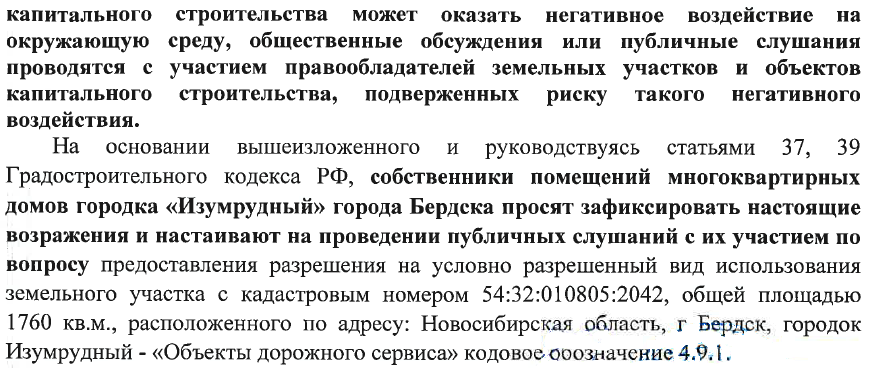 капитального строительства может оказать негативное воздействие на
окружающую среду, общественные обсуждения или публичные слушания
проводятся с участием правообладателей земельных участков и объектов
капитального строительства, подверженных риску такого негативного
воздействия.
На основании вышеизложенного и руководствуясь статьями 37, 39
Градостроительного кодекса РФ, собственники помещений многоквартирных
домов городка «Изумрудный» города Бердска просят зафиксировать настоящие
возражения и настаивают на проведении публичных слушаний с их участием по
вопросу предоставления разрешения на условно разрешенный вид использования
земельного участка с кадастровым номером 54:32:010805:2042, общей площадью
1760 кв.м., расположенного по адресу: Новосибирская область, г Бердск, городок
Изумрудный - «Объекты дорожного сервиса» кодовое обозначение 4.9.1.